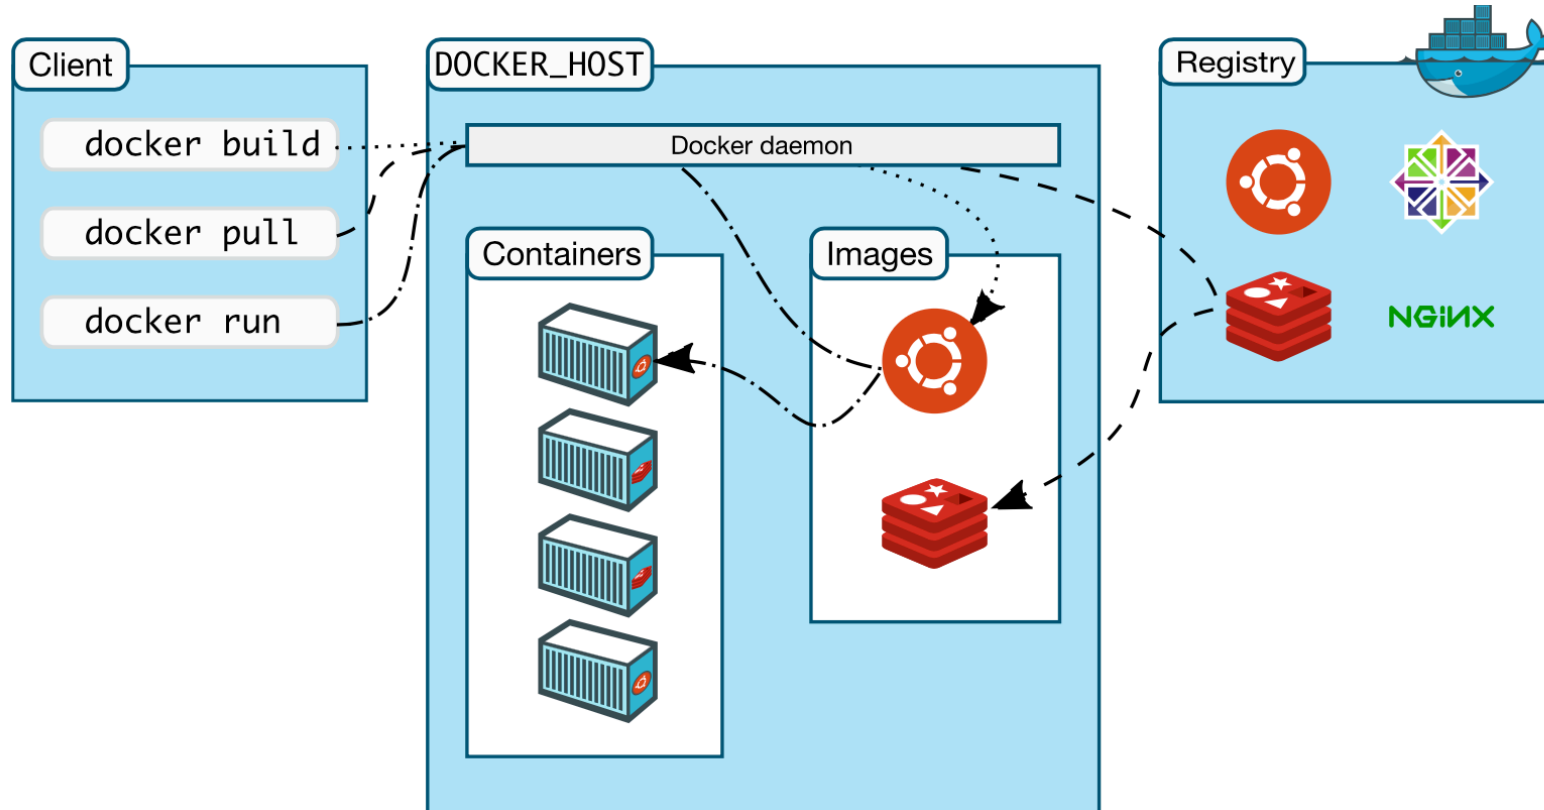 Client
docker build
docker pull
docker run
DOCKER_HOST
Docker daemon
Containers
Images
Registry
NGiNX